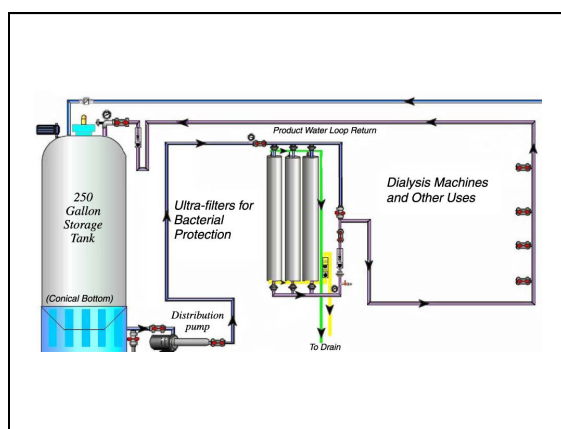 Product Water Loop Return
250
Gallon
Storage
Tank
Ultra-filters for
Bacterial
Protection
Dialysis Machines
and Other Uses
(Conical Bottom)
Distribution
pump
To Drain